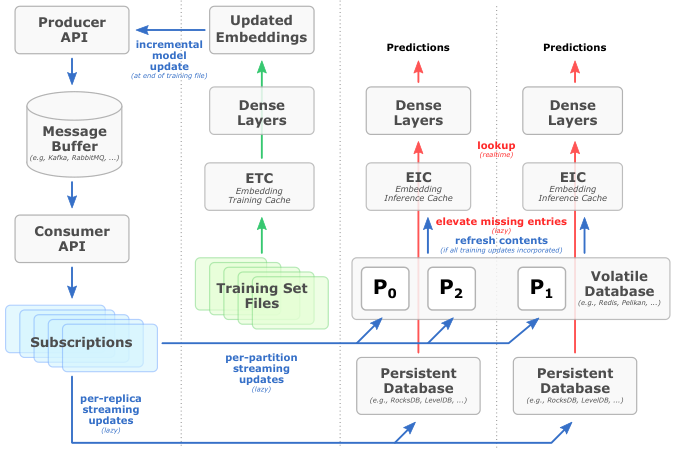 Producer
API
Updated
Embeddings
incremental
model
update
(at end of training file)
Predictions
Predictions
Message
Buffer
(e.g, Kafka, RabbitMQ, ...)
Dense
Layers
Dense
Layers
Dense
Layers
lookup
(realtime)
ETC
Embedding
Training Cache
EIC
Embedding
Inference Cache
EIC
Embedding
Inference Cache
Consumer
API
elevate missing entries
(lazy)
refresh contents
(if all training updates incorporated)
Training Set
Files
P0
P2
P1
Volatile
Database
(e.g., Redis, Pelikan, ...)
Subscriptions
per-partition
streaming
updates
(lazy)
Persistent
Database
(e.g., RocksDB, LevelDB, ...)
Persistent
Database
(e.g., RocksDB, LevelDB, ...)
per-replica
streaming
updates
(lazy)